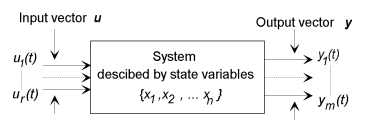 Input vector u
Output vector y
u₁(t)
System
descibed by state variables
{x₁ ,x₂ , ... xₙ }
y₁(t)
uᵣ(t)
yₘ(t)